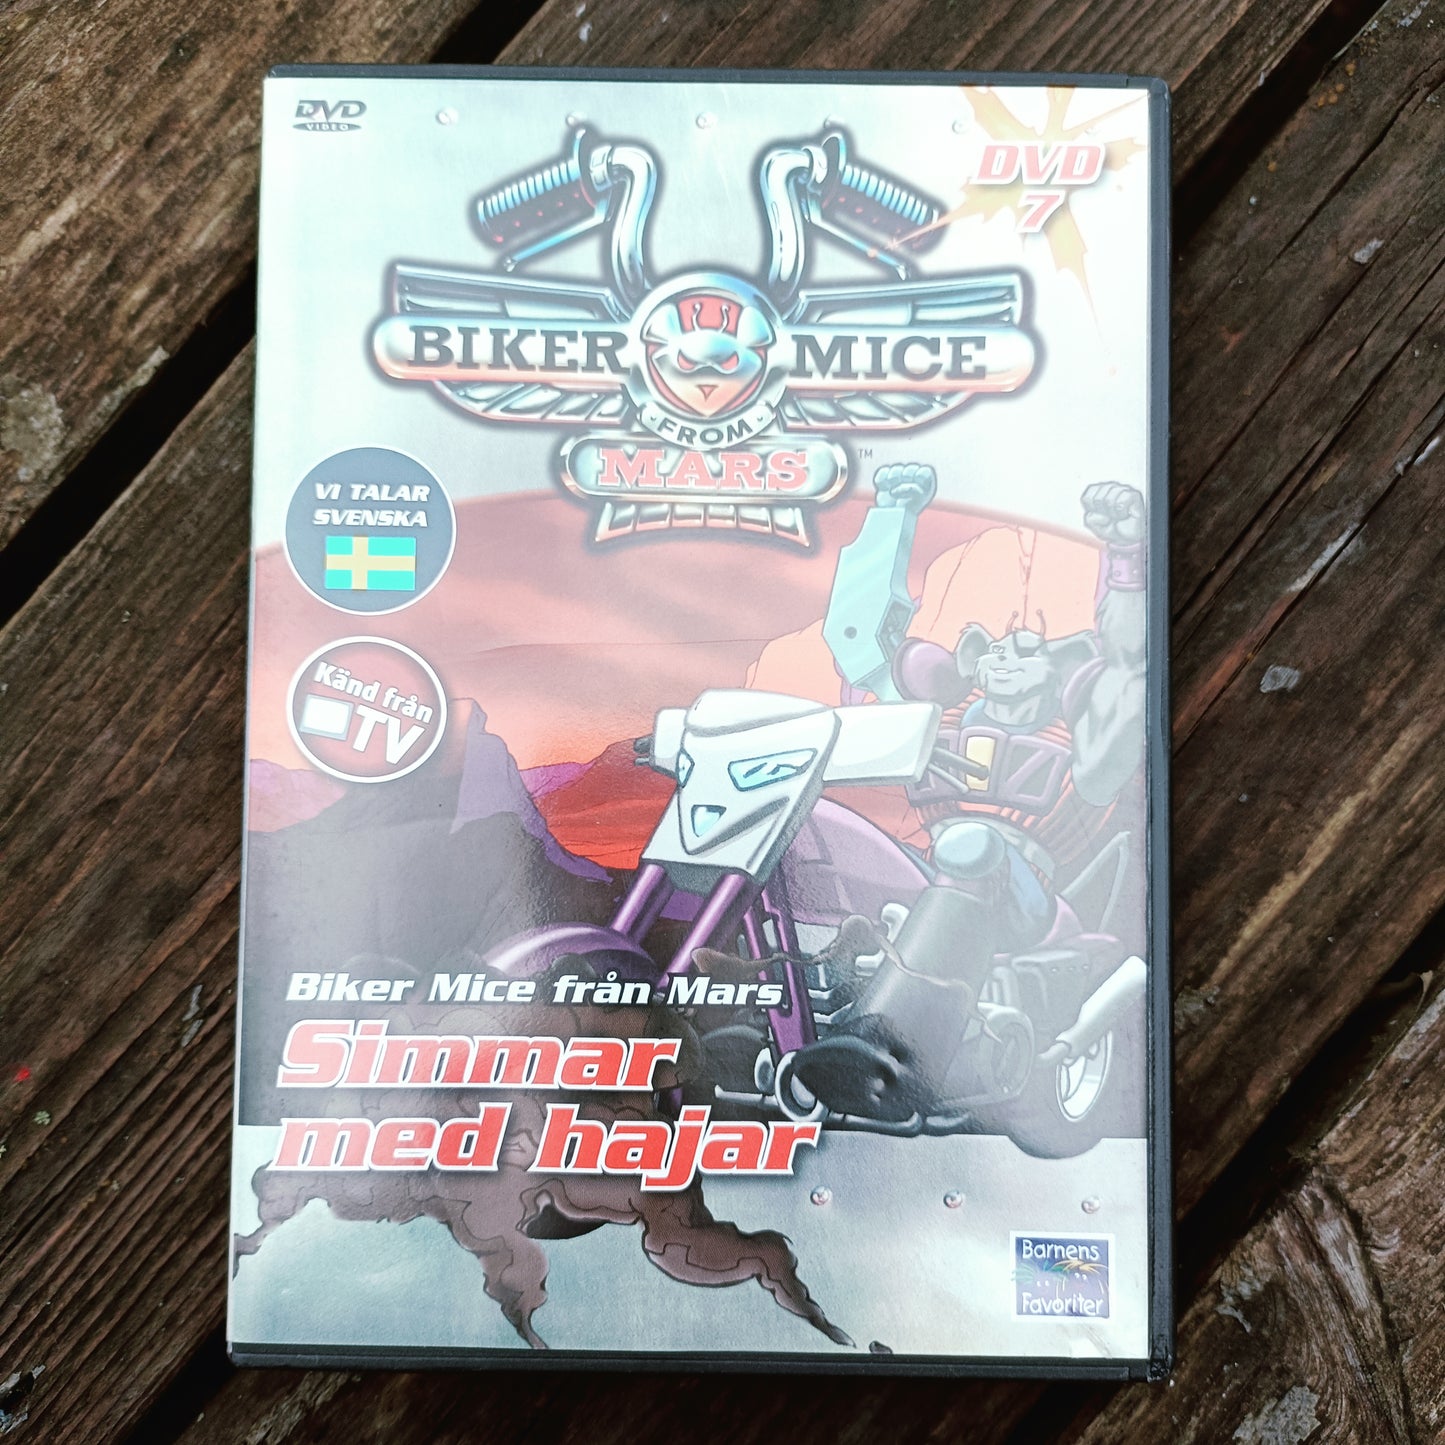 DVD
VIDEO
DVD
7
BIKER MICE
FROM
MARS
TM
VI TALAR
SVENSKA
Känd från
TV
Biker Mice från Mars
Simmar
med hajar
Barnens
Favoriter